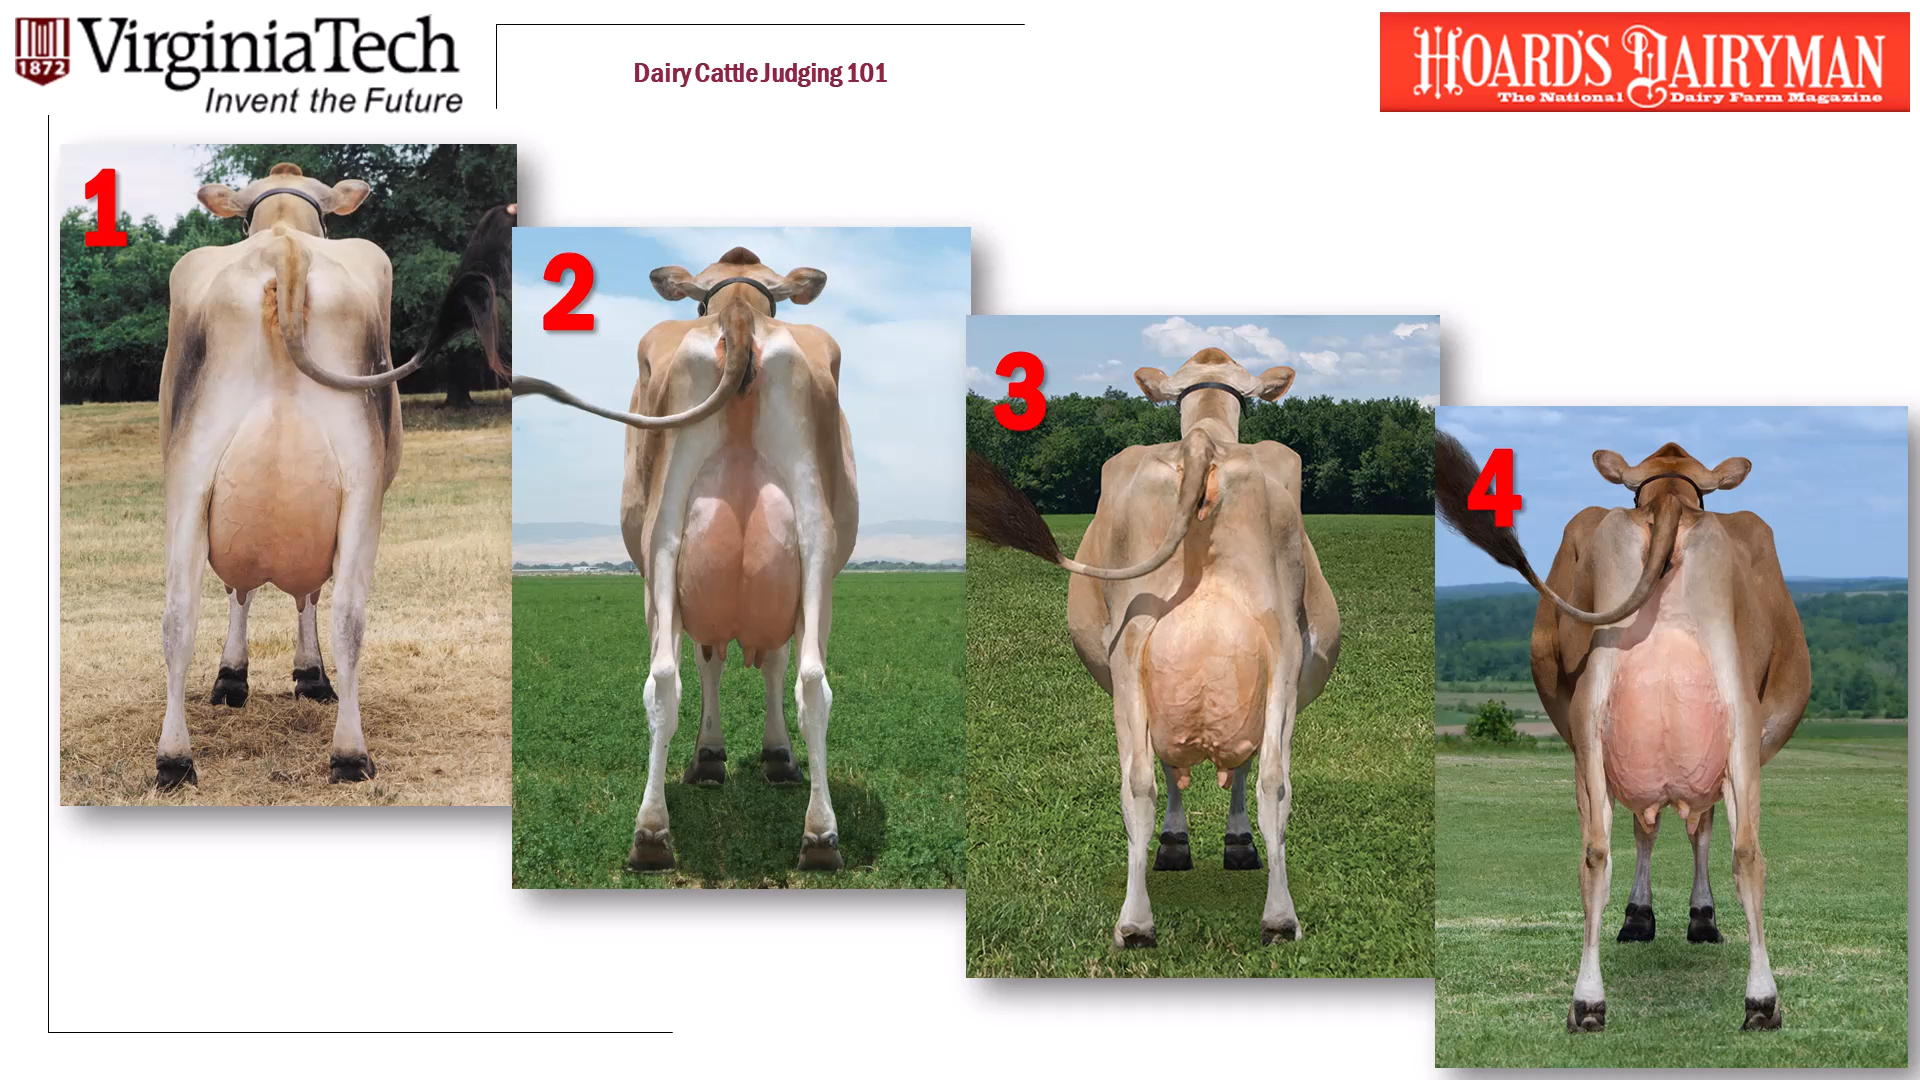 VirginiaTech
1872
Invent the Future
Dairy Cattle Judging 101
HOARD'S DAIRYMAN
The National Dairy Farm Magazine
1
2
3
4